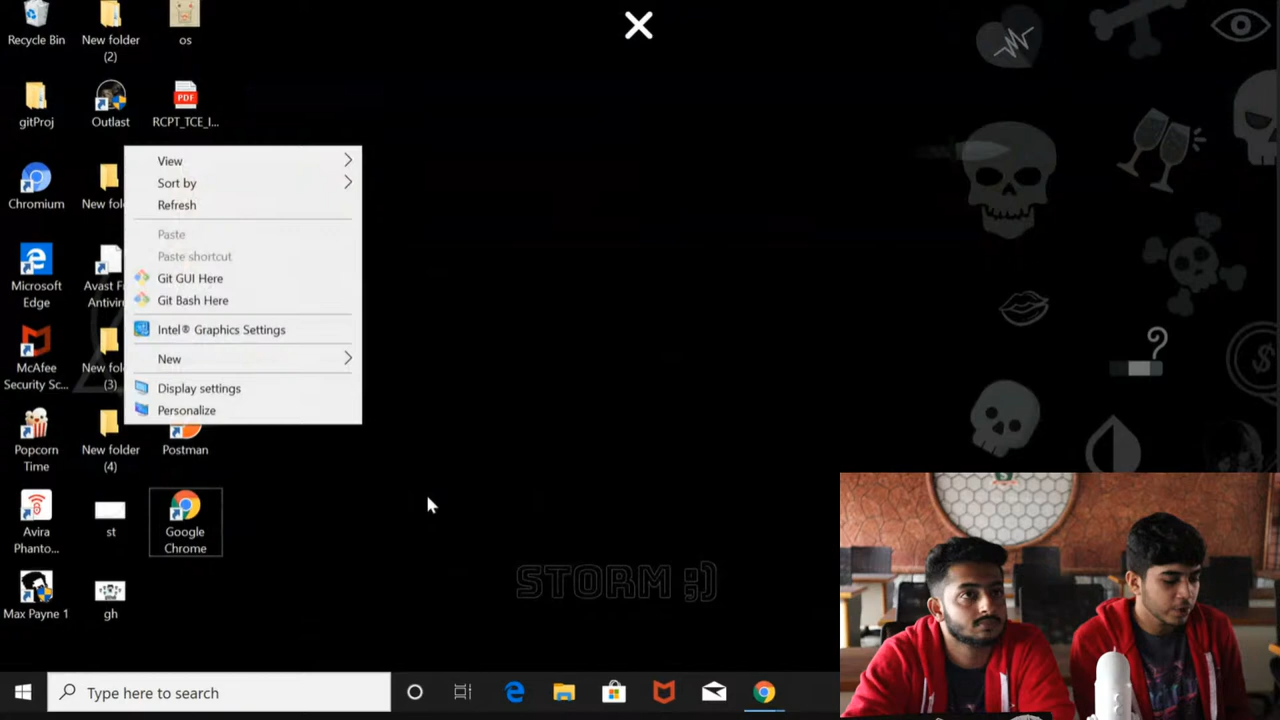 Recycle Bin
New folder
(2)
os
gitProj
Outlast
PDF
RCPT_TCE_I...
Chromium
New fol
View
Sort by
Refresh
Paste
Paste shortcut
Git GUI Here
Git Bash Here
Intel® Graphics Settings
New
Display settings
Personalize
Microsoft
Edge
Avast Fr
Antivir
McAfee
Security Sc...
New fol
(3)
Popcorn
Time
New folder
(4)
Postman
Avira
Phanto...
st
Google
Chrome
Max Payne 1
gh
STORM ;)
Type here to search